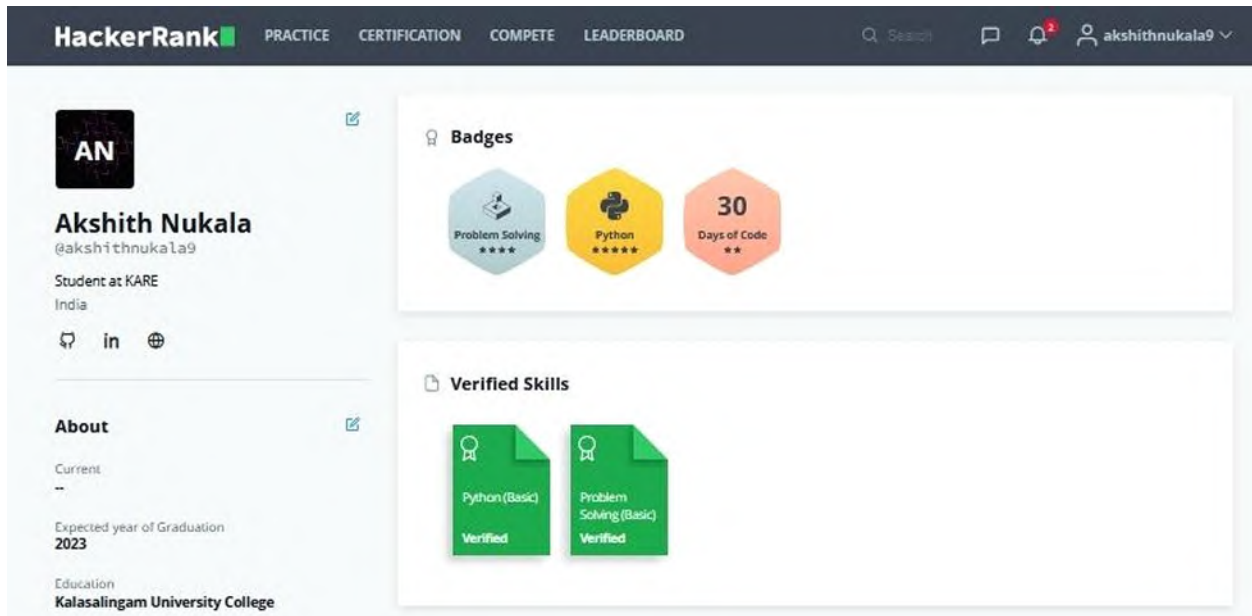 HackerRank PRACTICE CERTIFICATION COMPETE LEADERBOARD Search 2 akshithnukala9
AN
Akshith Nukala
@akshithnukala9
Student at KARE
India
in
About
Current
--
Expected year of Graduation
2023
Education
Kalasalingam University College
Badges
Problem Solving
Python
30
Days of Code
Verified Skills
Python (Basic)
Verified
Problem
Solving (Basic)
Verified